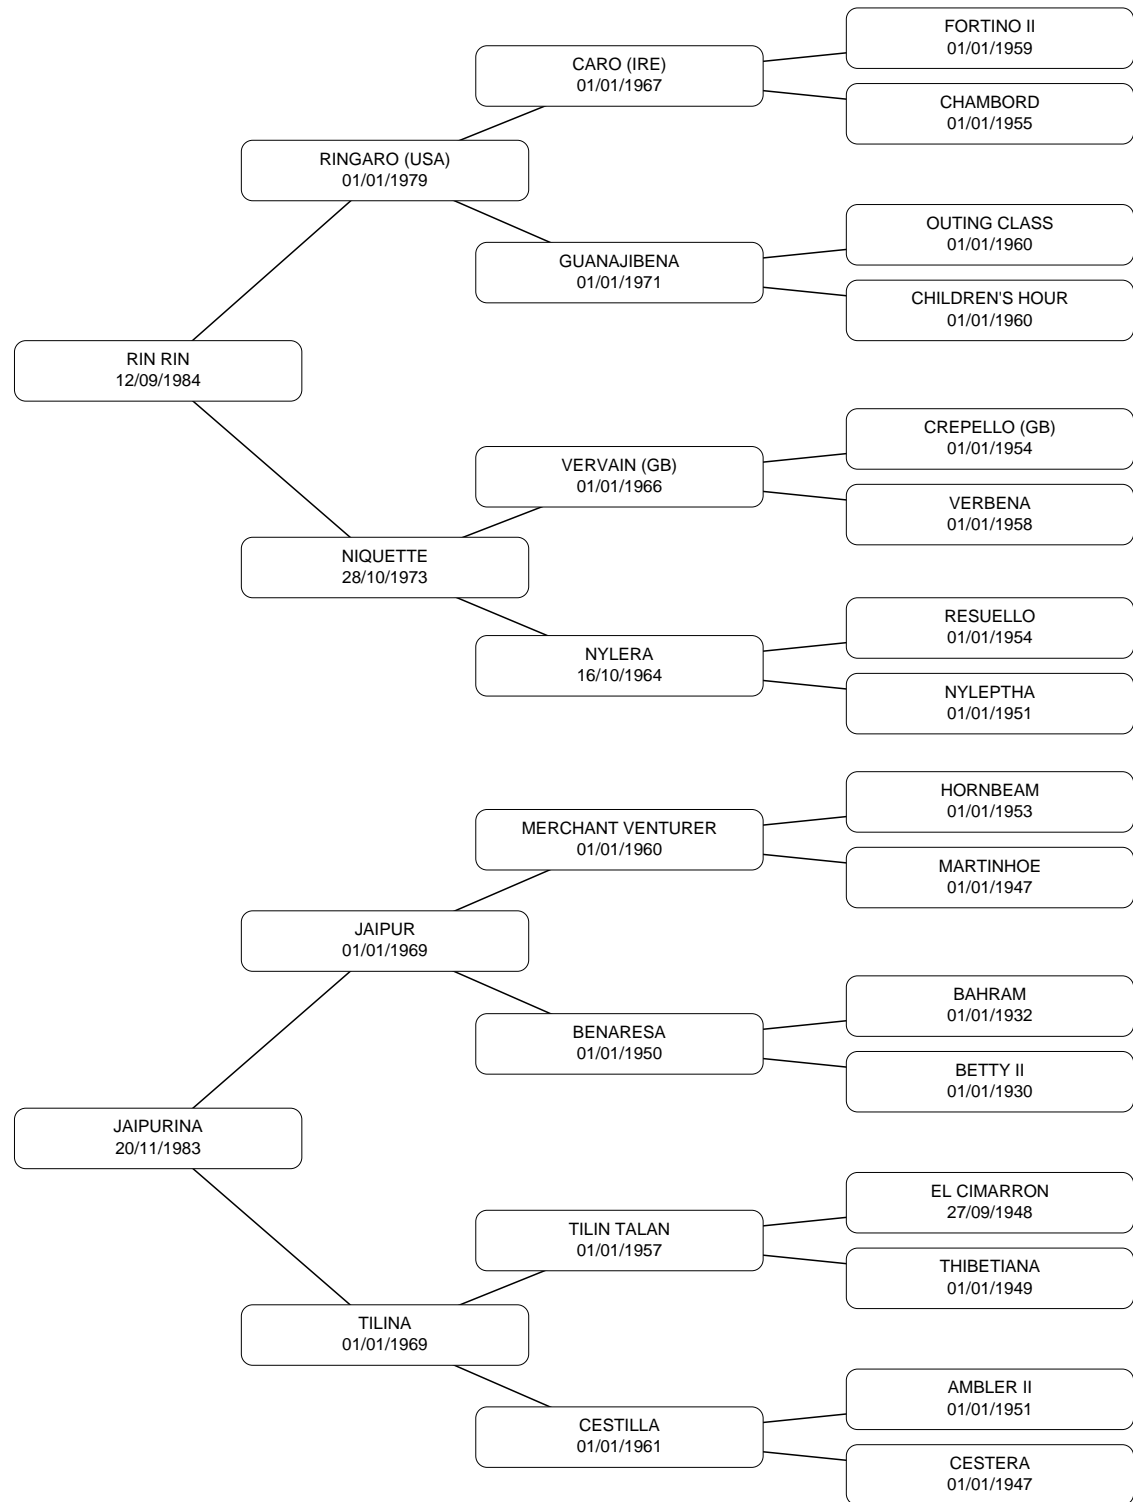 FORTINO II
01/01/1959
CARO (IRE)
01/01/1967
CHAMBORD
01/01/1955
RINGARO (USA)
01/01/1979
OUTING CLASS
01/01/1960
GUANAJIBENA
01/01/1971
CHILDREN'S HOUR
01/01/1960
RIN RIN
12/09/1984
CREPELLO (GB)
01/01/1954
VERVAIN (GB)
01/01/1966
VERBENA
01/01/1958
NIQUETTE
28/10/1973
RESUELLO
01/01/1954
NYLERA
16/10/1964
NYLEPTHA
01/01/1951
HORNBEAM
01/01/1953
MERCHANT VENTURER
01/01/1960
MARTINHOE
01/01/1947
JAIPUR
01/01/1969
BAHRAM
01/01/1932
BENARESA
01/01/1950
BETTY II
01/01/1930
JAIPURINA
20/11/1983
EL CIMARRON
27/09/1948
TILIN TALAN
01/01/1957
THIBETIANA
01/01/1949
TILINA
01/01/1969
AMBLER II
01/01/1951
CESTILLA
01/01/1961
CESTERA
01/01/1947